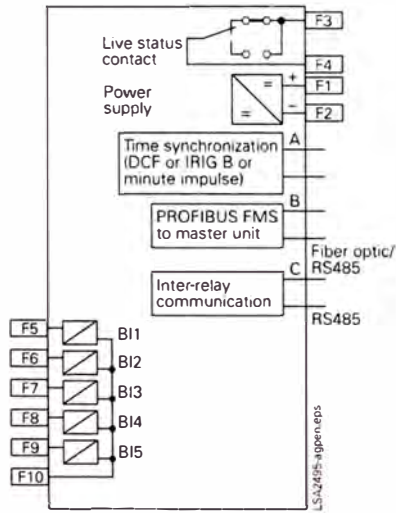 F3
Live status
contact
F4
Power
supply
=
=
+
F1
−
F2
Time synchronization
(DCF or IRIG B or
minute impulse)
A
PROFIBUS FMS
to master unit
B
Fiber optic/
RS485
Inter-relay
communication
C
RS485
F5
BI1
F6
BI2
F7
BI3
F8
BI4
F9
BI5
F10
LSA2495-agpen.eps